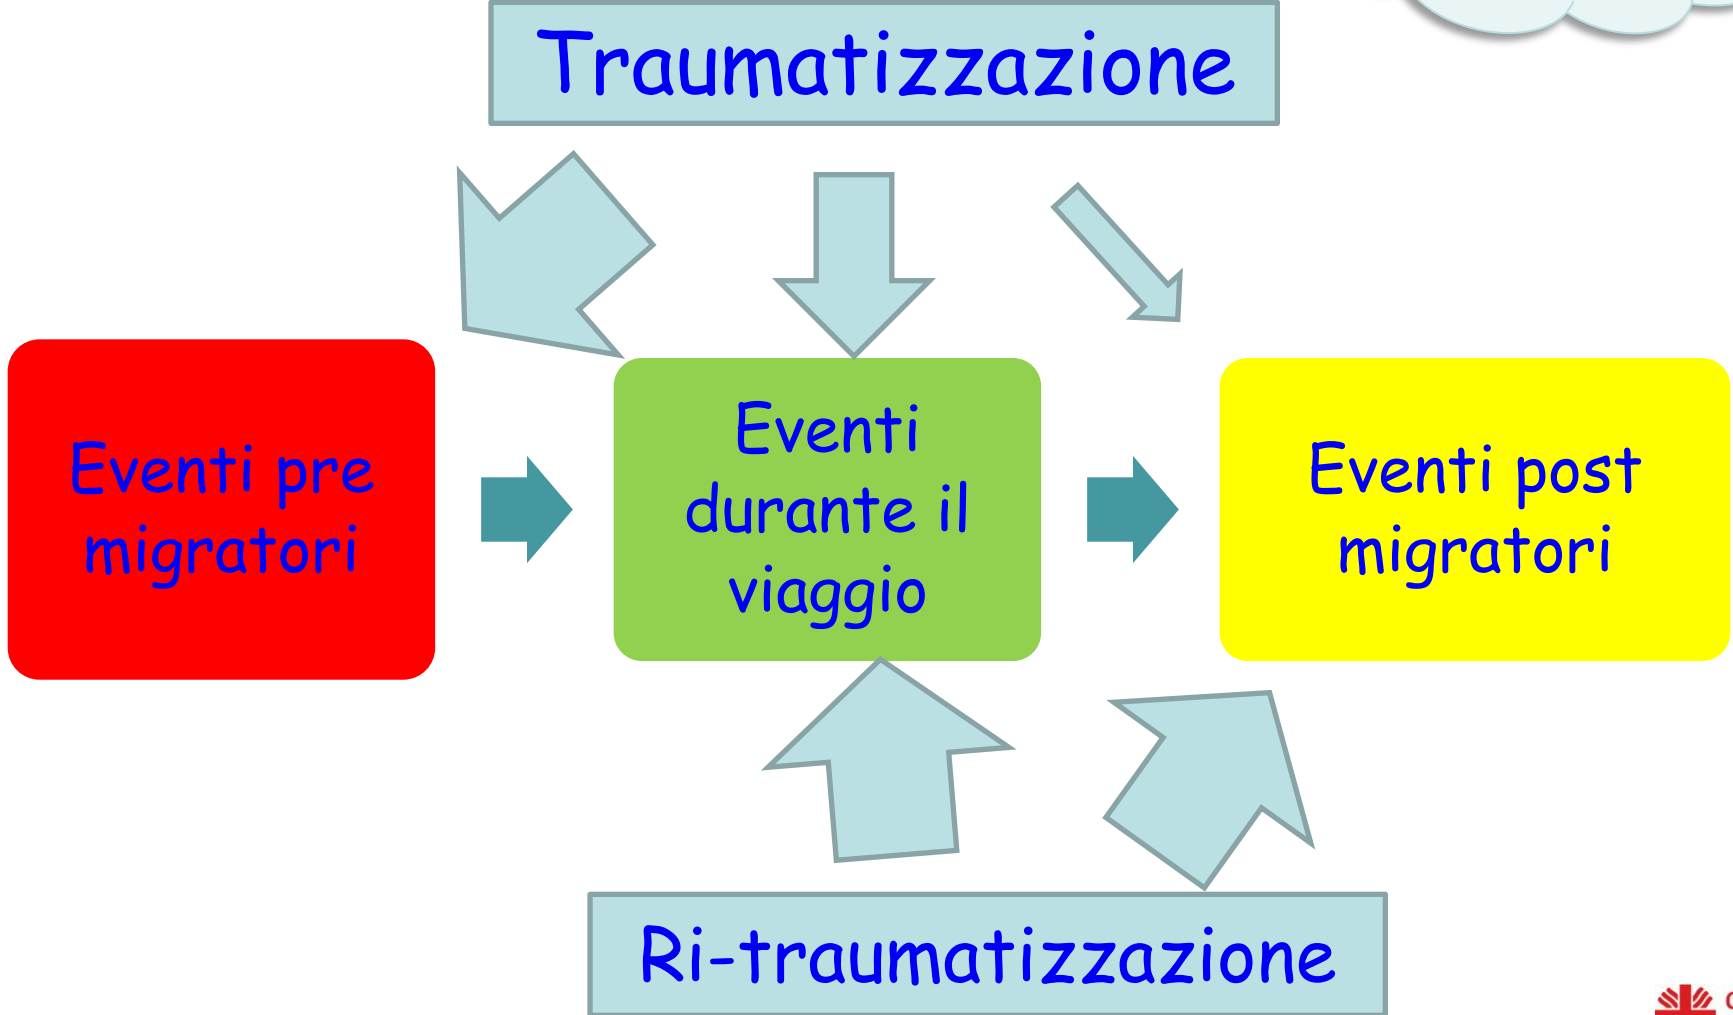 Traumatizzazione
Eventi pre
migratori
Eventi
durante il
viaggio
Eventi post
migratori
Ri-traumatizzazione